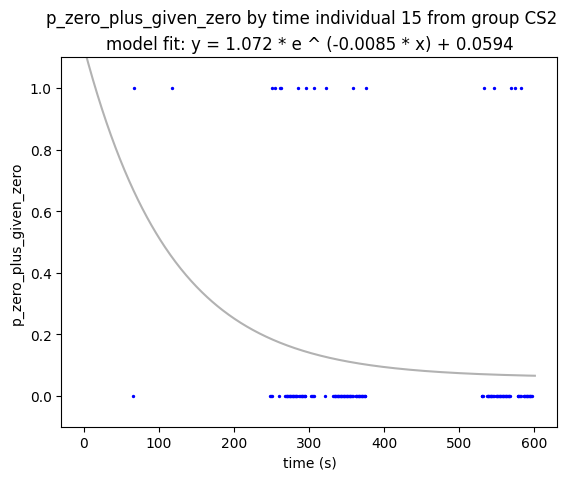 p_zero_plus_given_zero by time individual 15 from group CS2
model fit: y = 1.072 * e ^ (-0.0085 * x) + 0.0594
1.0
0.8
0.6
0.4
0.2
0.0
p_zero_plus_given_zero
0 100 200 300 400 500 600
time (s)